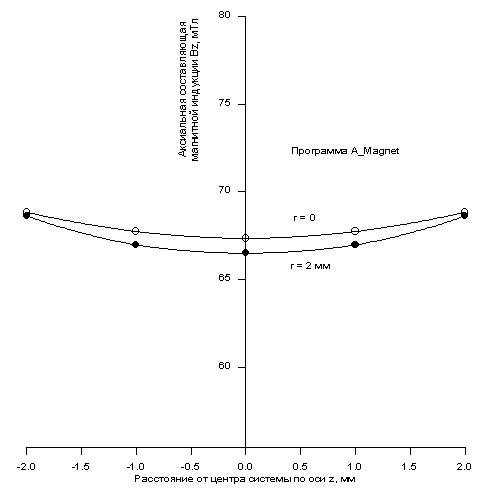 80
Аксиальная составляющая
магнитной индукции Bz, мТл
75
Программа A_Magnet
70
r = 0
r = 2 мм
65
60
-2.0 -1.5 -1.0 -0.5 0.0 0.5 1.0 1.5 2.0
Расстояние от центра системы по оси z, мм